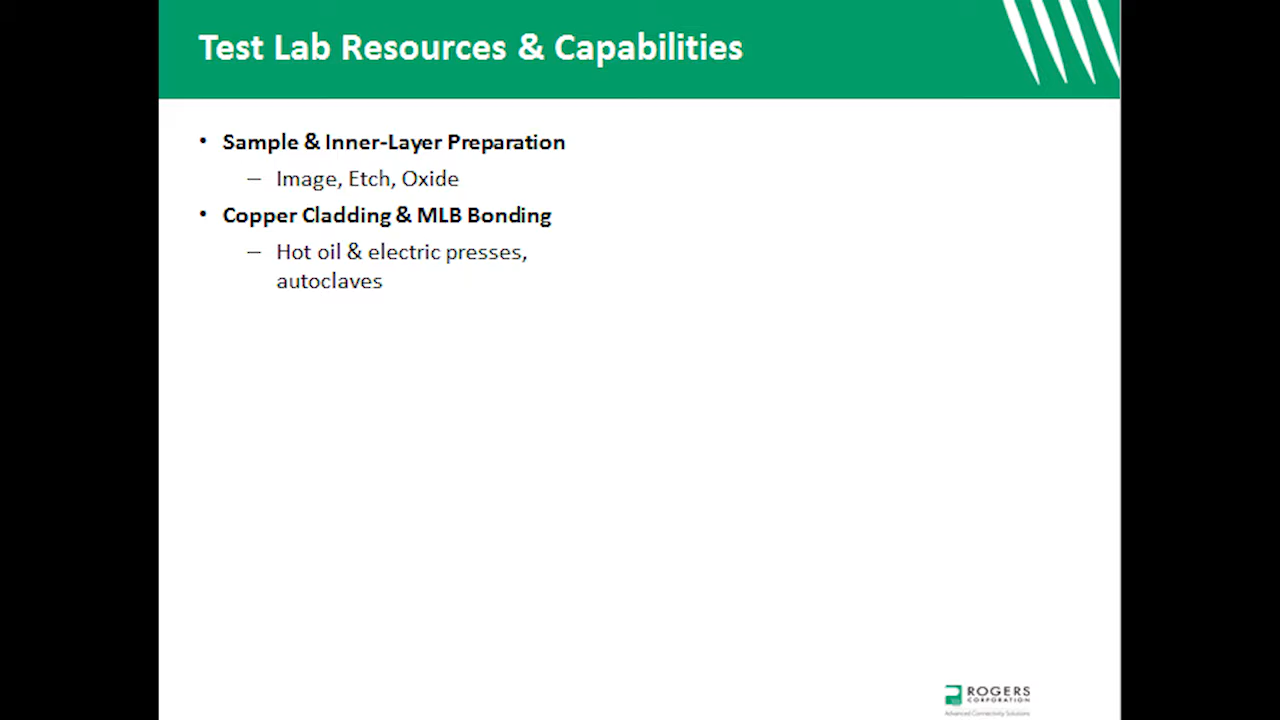 Test Lab Resources & Capabilities
• Sample & Inner-Layer Preparation
– Image, Etch, Oxide
• Copper Cladding & MLB Bonding
– Hot oil & electric presses,
autoclaves
ROGERS
CORPORATION
Advanced Connectivity Solutions